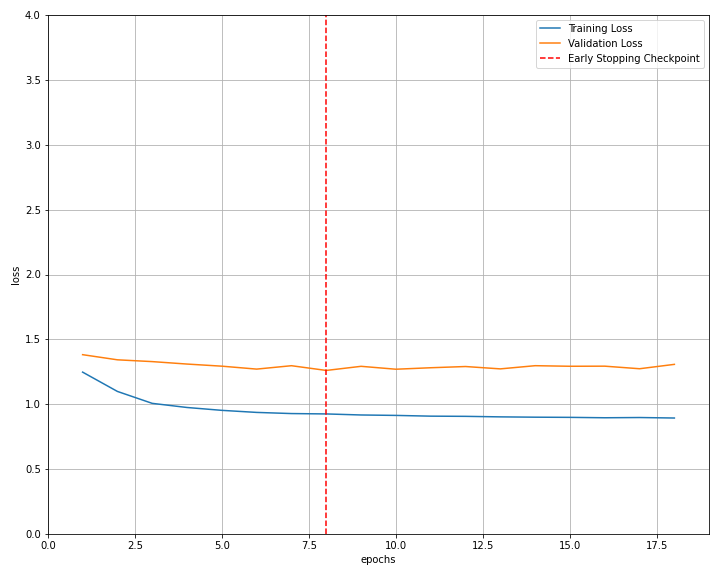 4.0
3.5
3.0
2.5
2.0
1.5
1.0
0.5
0.0
loss
Training Loss
Validation Loss
Early Stopping Checkpoint
0.0 2.5 5.0 7.5 10.0 12.5 15.0 17.5
epochs